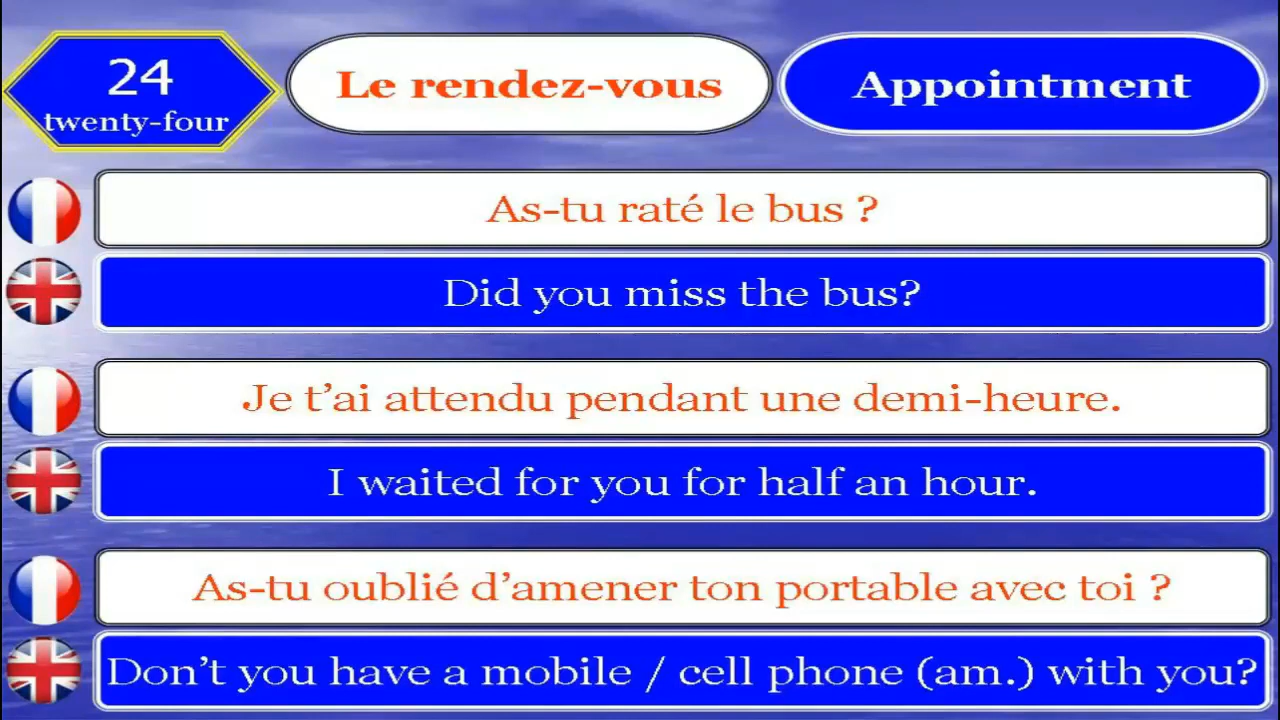 24
twenty-four
Le rendez-vous
Appointment
As-tu raté le bus ?
Did you miss the bus?
Je t’ai attendu pendant une demi-heure.
I waited for you for half an hour.
As-tu oublié d’amener ton portable avec toi ?
Don’t you have a mobile / cell phone (am.) with you?